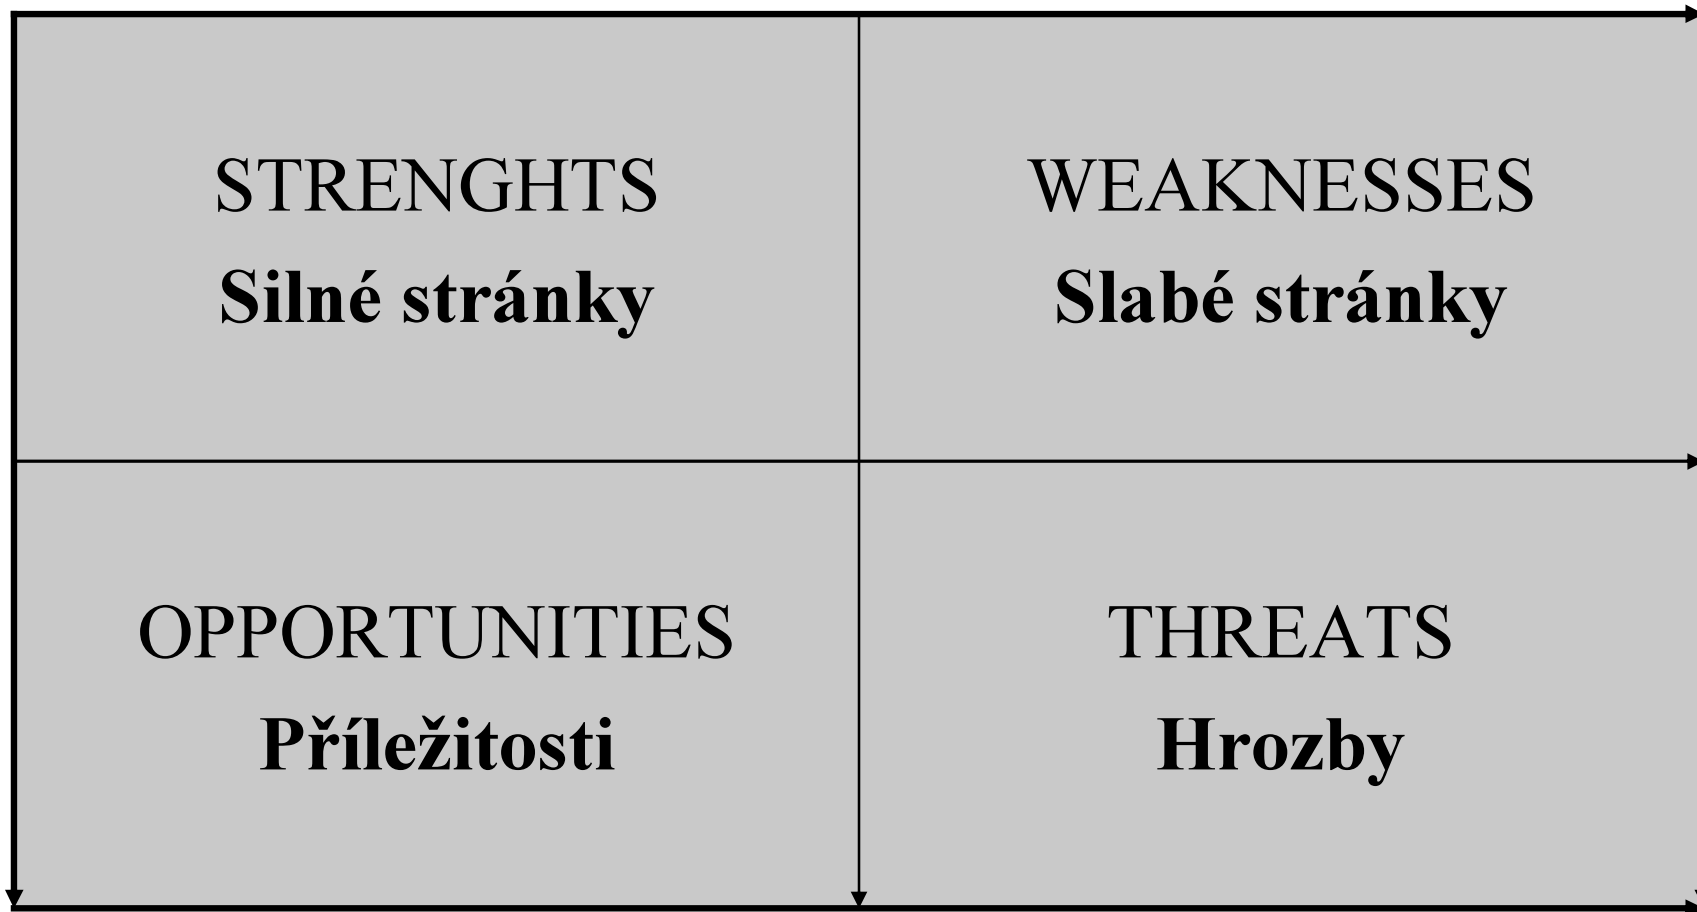 STRENGHTS
Silné stránky
WEAKNESSES
Slabé stránky
OPPORTUNITIES
Příležitosti
THREATS
Hrozby